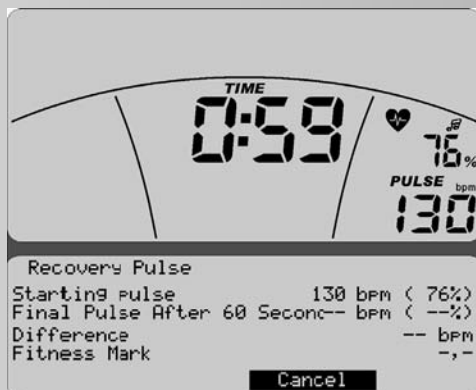 TIME
0:59
76%
PULSE bpm
130
Recovery Pulse
Starting pulse 130 bpm ( 76%)
Final Pulse After 60 Secon-- bpm ( --%)
Difference -- bpm
Fitness Mark -,-
Cancel